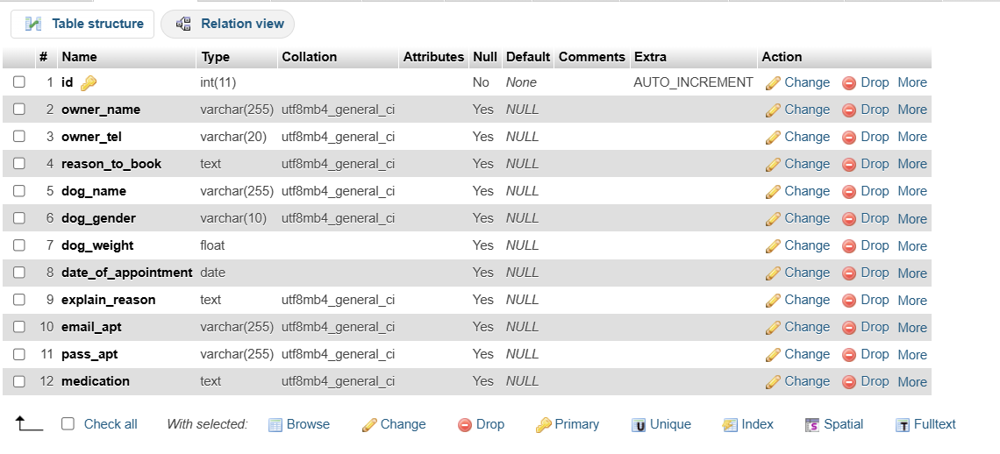 Table structure Relation view
# Name Type Collation Attributes Null Default Comments Extra Action
1 id int(11) No None AUTO_INCREMENT Change Drop More
2 owner_name varchar(255) utf8mb4_general_ci Yes NULL Change Drop More
3 owner_tel varchar(20) utf8mb4_general_ci Yes NULL Change Drop More
4 reason_to_book text utf8mb4_general_ci Yes NULL Change Drop More
5 dog_name varchar(255) utf8mb4_general_ci Yes NULL Change Drop More
6 dog_gender varchar(10) utf8mb4_general_ci Yes NULL Change Drop More
7 dog_weight float Yes NULL Change Drop More
8 date_of_appointment date Yes NULL Change Drop More
9 explain_reason text utf8mb4_general_ci Yes NULL Change Drop More
10 email_apt varchar(255) utf8mb4_general_ci Yes NULL Change Drop More
11 pass_apt varchar(255) utf8mb4_general_ci Yes NULL Change Drop More
12 medication text utf8mb4_general_ci Yes NULL Change Drop More
Check all With selected: Browse Change Drop Primary Unique Index Spatial Fulltext